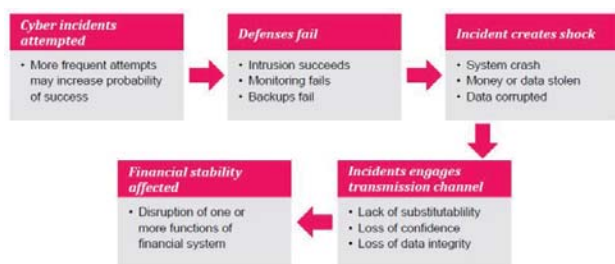 Cyber incidents
attempted
• More frequent attempts
may increase probability
of success
Defenses fail
• Intrusion succeeds
• Monitoring fails
• Backups fail
Incident creates shock
• System crash
• Money or data stolen
• Data corrupted
Incidents engages
transmission channel
• Lack of substitutablility
• Loss of confidence
• Loss of data integrity
Financial stability
affected
• Disruption of one or
more functions of
financial system